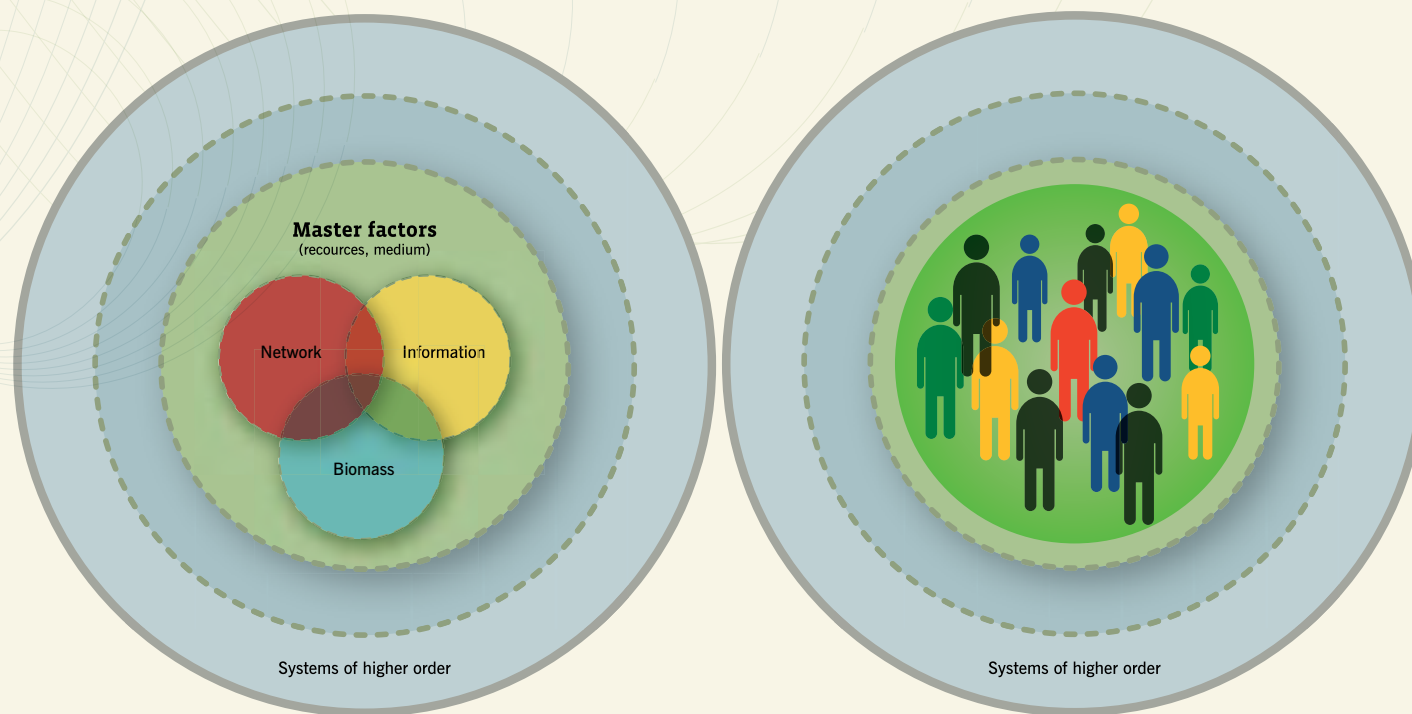 Master factors
(recources, medium)
Network
Information
Biomass
Systems of higher order
Systems of higher order